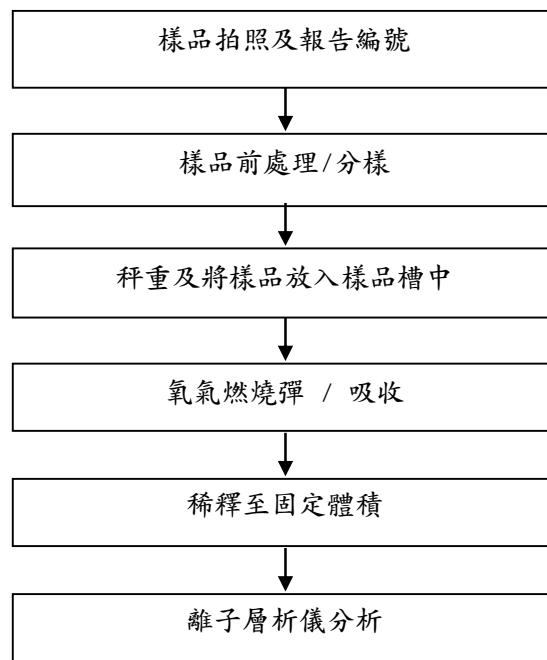 樣品拍照及報告編號
樣品前處理/分樣
秤重及將樣品放入樣品槽中
氧氣燃燒彈 / 吸收
稀釋至固定體積
離子層析儀分析